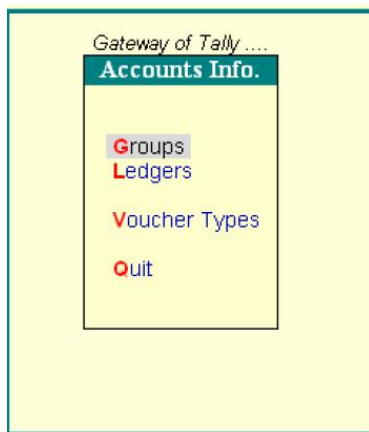 Gateway of Tally ....
Accounts Info.
Groups
Ledgers
Voucher Types
Quit